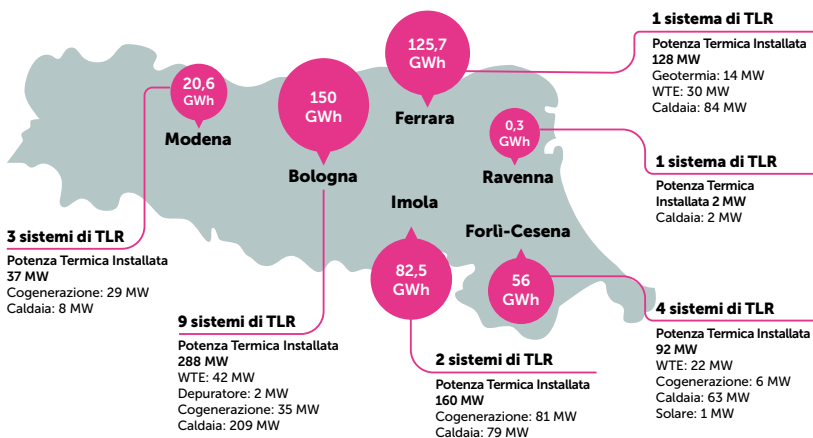 1 sistema di TLR
Potenza Termica Installata
128 MW
Geotermia: 14 MW
WTE: 30 MW
Caldaia: 84 MW
125,7
GWh
Ferrara
20,6
GWh
Modena
150
GWh
Bologna
0,3
GWh
Ravenna
1 sistema di TLR
Potenza Termica
Installata 2 MW
Caldaia: 2 MW
Imola
82,5
GWh
Forlì-Cesena
56
GWh
3 sistemi di TLR
Potenza Termica Installata
37 MW
Cogenerazione: 29 MW
Caldaia: 8 MW
9 sistemi di TLR
Potenza Termica Installata
288 MW
WTE: 42 MW
Depuratore: 2 MW
Cogenerazione: 35 MW
Caldaia: 209 MW
2 sistemi di TLR
Potenza Termica Installata
160 MW
Cogenerazione: 81 MW
Caldaia: 79 MW
4 sistemi di TLR
Potenza Termica Installata
92 MW
WTE: 22 MW
Cogenerazione: 6 MW
Caldaia: 63 MW
Solare: 1 MW